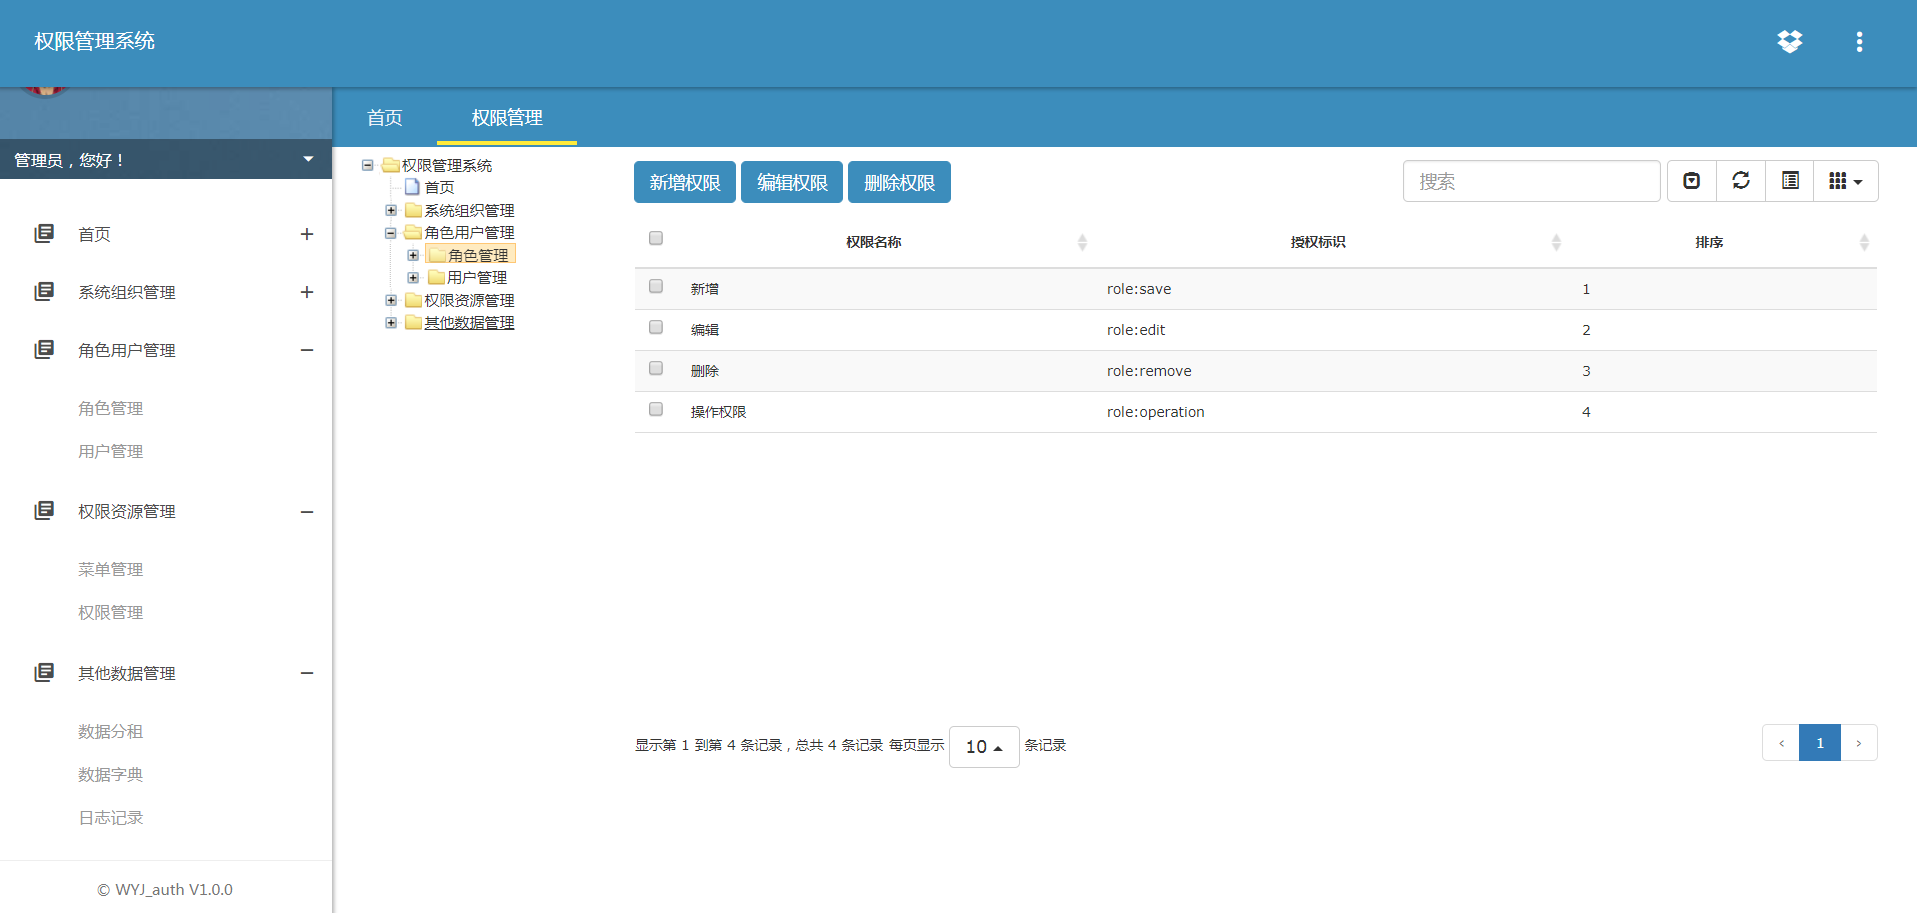 权限管理系统
管理员，您好！
首页
系统组织管理
角色用户管理
角色管理
用户管理
权限资源管理
菜单管理
权限管理
其他数据管理
数据分租
数据字典
日志记录
© WYJ_auth V1.0.0
首页 权限管理
权限管理系统
首页
系统组织管理
角色用户管理
角色管理
用户管理
权限资源管理
其他数据管理
新增权限 编辑权限 删除权限 搜索
权限名称 授权标识 排序
新增 role:save 1
编辑 role:edit 2
删除 role:remove 3
操作权限 role:operation 4
显示第 1 到第 4 条记录，总共 4 条记录 每页显示 10 条记录
‹ 1 ›